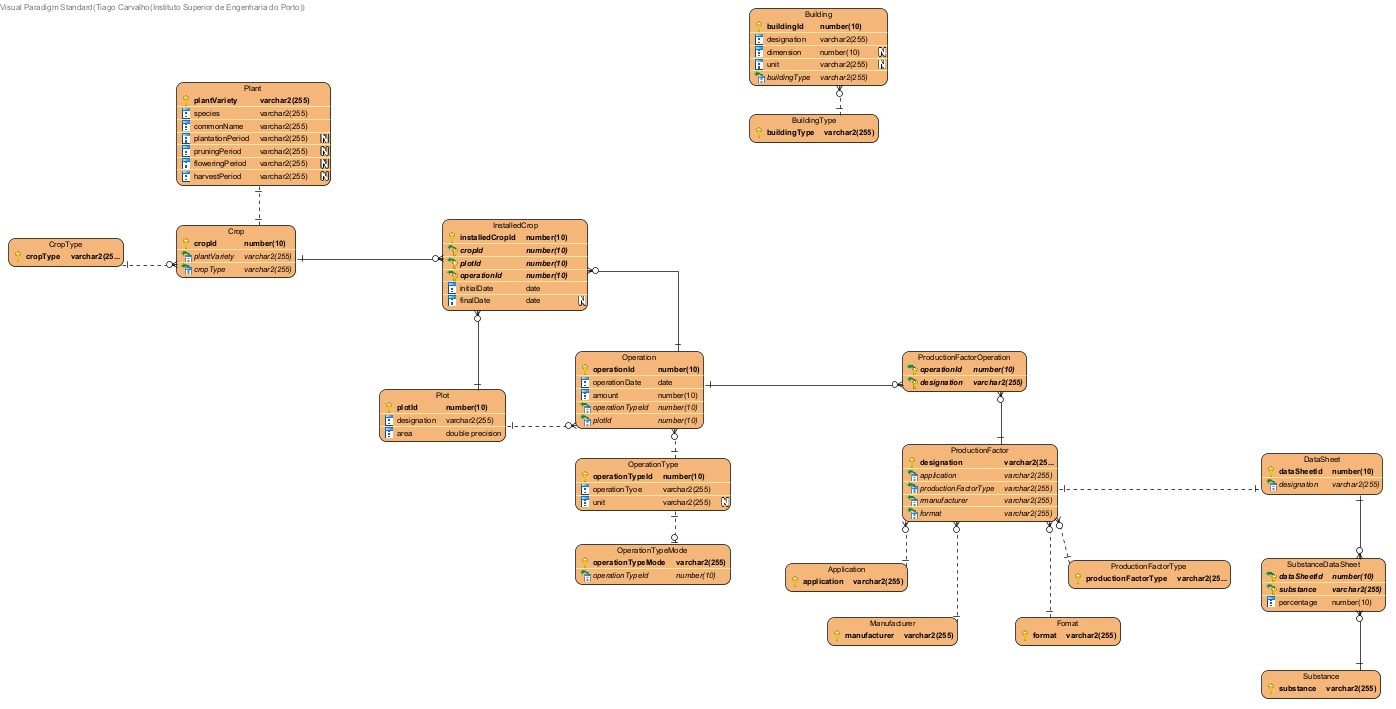 Visual Paradigm Standard(Tiago Carvalho(Instituto Superior de Engenharia do Porto))
Building
buildingId number(10)
designation varchar2(255)
dimension number(10) N
unit varchar2(255) N
buildingType varchar2(255)
BuildingType
buildingType varchar2(255)
Plant
plantVariety varchar2(255)
species varchar2(255)
commonName varchar2(255)
plantationPeriod varchar2(255) N
pruningPeriod varchar2(255) N
floweringPeriod varchar2(255) N
harvestPeriod varchar2(255) N
CropType
cropType varchar2(25...
Crop
cropId number(10)
plantVariety varchar2(255)
cropType varchar2(255)
InstalledCrop
installedCropId number(10)
cropId number(10)
plotId number(10)
operationId number(10)
initialDate date
finalDate date N
Plot
plotId number(10)
designation varchar2(255)
area double precision
Operation
operationId number(10)
operationDate date
amount number(10)
operationTypeId number(10)
plotId number(10)
OperationType
operationTypeId number(10)
operationTyoe varchar2(255)
unit varchar2(255) N
OperationTypeMode
operationTypeMode varchar2(255)
operationTypeId number(10)
ProductionFactorOperation
operationId number(10)
designation varchar2(255)
ProductionFactor
designation varchar2(25...
application varchar2(255)
productionFactorType varchar2(255)
manufacturer varchar2(255)
format varchar2(255)
Application
application varchar2(255)
Manufacturer
manufacturer varchar2(255)
Format
format varchar2(255)
ProductionFactorType
productionFactorType varchar2(25...
DataSheet
dataSheetId number(10)
designation varchar2(255)
SubstanceDataSheet
dataSheetId number(10)
substance varchar2(255)
percentage number(10)
Substance
substance varchar2(255)